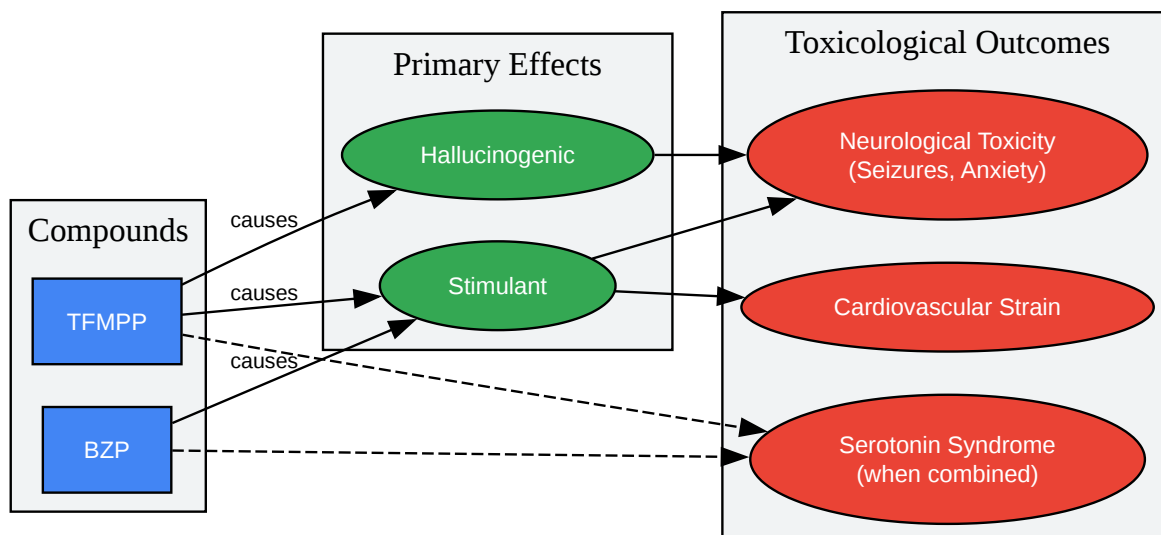 Compounds
TFMPP
BZP
causes
causes
causes
Primary Effects
Hallucinogenic
Stimulant
Toxicological Outcomes
Neurological Toxicity
(Seizures, Anxiety)
Cardiovascular Strain
Serotonin Syndrome
(when combined)